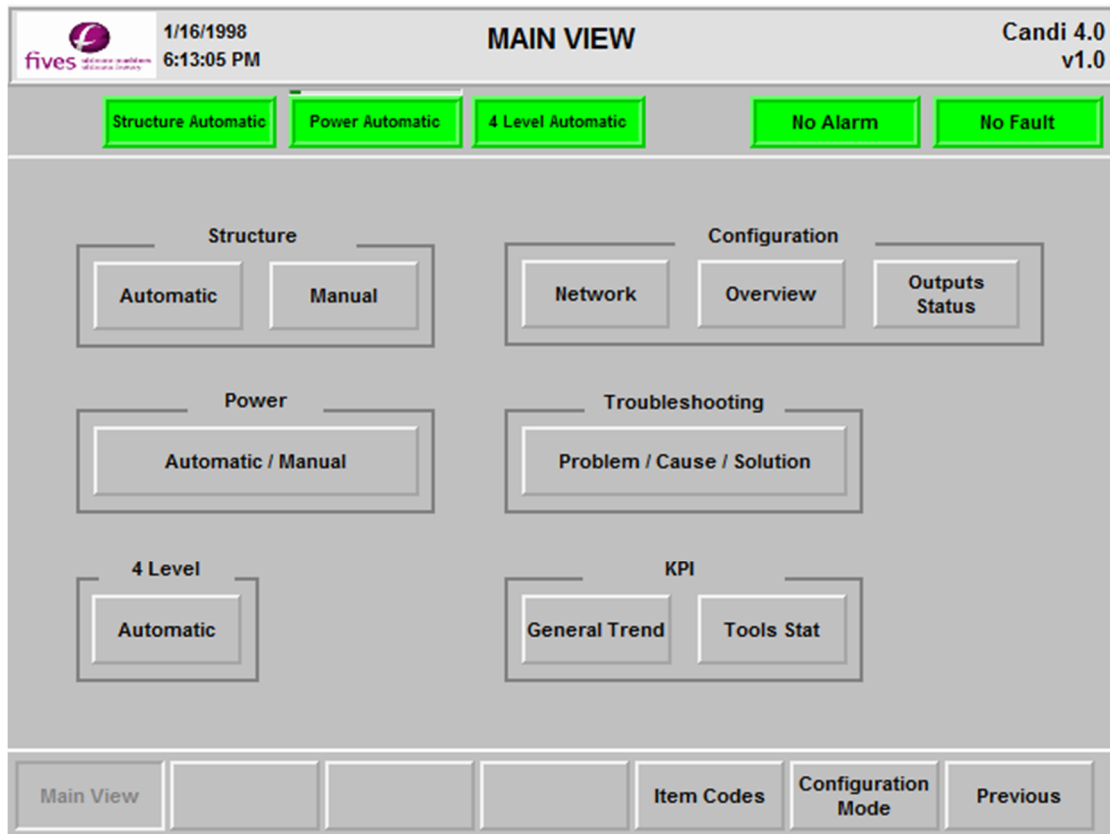 fives
1/16/1998
6:13:05 PM
MAIN VIEW
Candi 4.0
v1.0
Structure Automatic
Power Automatic
4 Level Automatic
No Alarm
No Fault
Structure
Automatic
Manual
Configuration
Network
Overview
Outputs
Status
Power
Automatic / Manual
Troubleshooting
Problem / Cause / Solution
4 Level
Automatic
KPI
General Trend
Tools Stat
Main View
Item Codes
Configuration
Mode
Previous